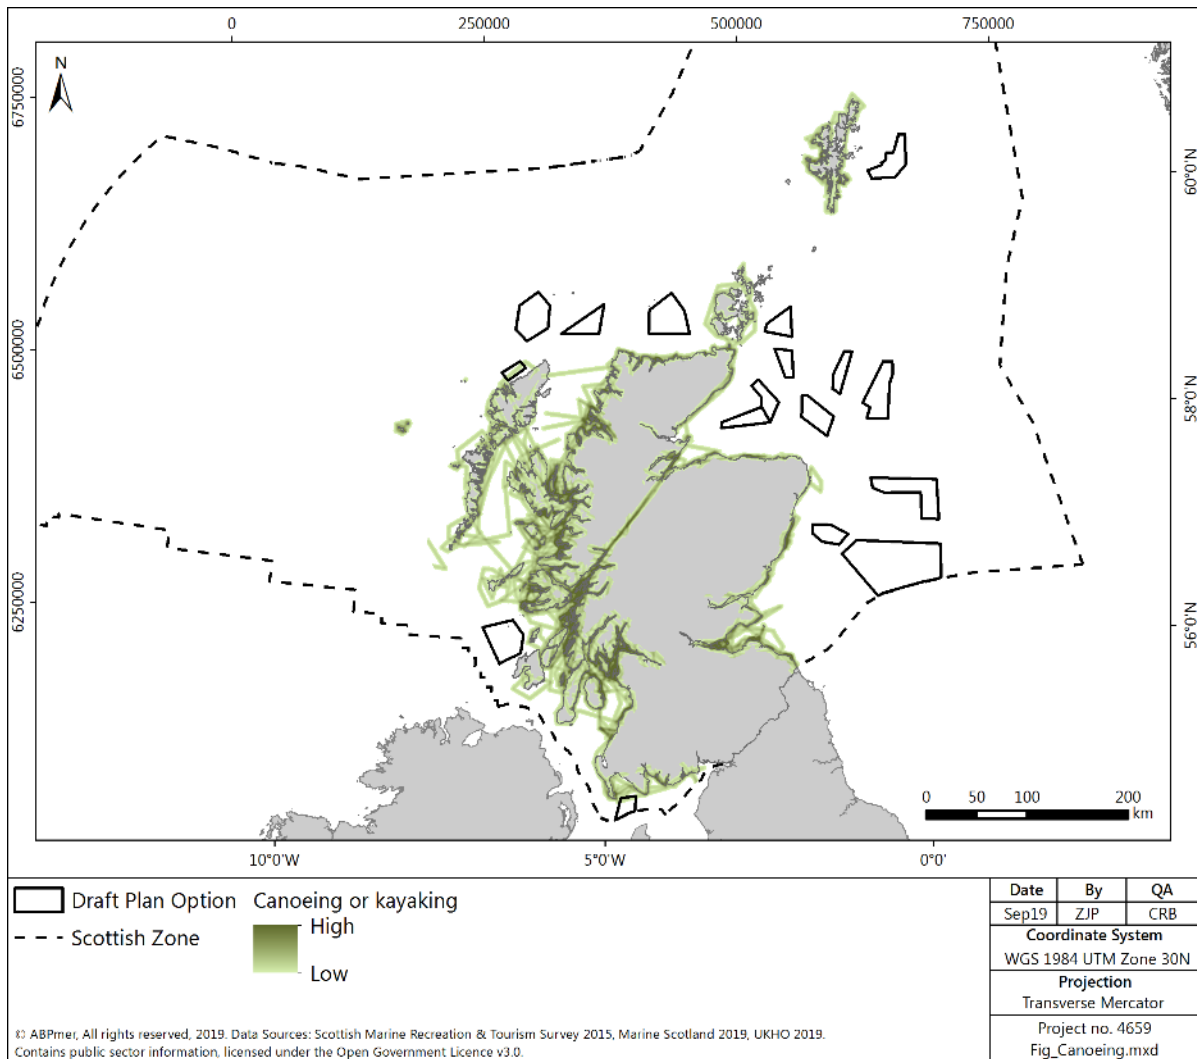 0 250000 500000 750000
N
6750000
6500000
6250000
60°0'N
58°0'N
56°0'N
0 50 100 200
km
10°0'W 5°0'W 0°0'
Draft Plan Option
Scottish Zone
Canoeing or kayaking
High
Low
Date By QA
Sep19 ZJP CRB
Coordinate System
WGS 1984 UTM Zone 30N
Projection
Transverse Mercator
Project no. 4659
Fig_Canoeing.mxd
© ABPmer, All rights reserved, 2019. Data Sources: Scottish Marine Recreation & Tourism Survey 2015, Marine Scotland 2019, UKHO 2019.
Contains public sector information, licensed under the Open Government Licence v3.0.